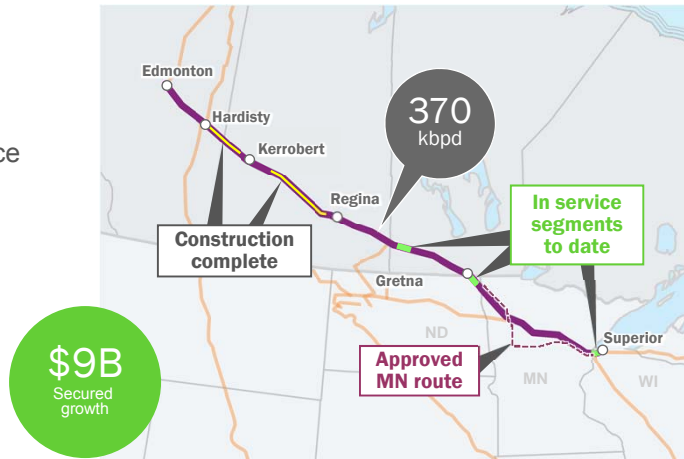 ce
Edmonton
Hardisty
Kerrobert
Regina
Gretna
Superior
370
kbpd
Construction
complete
In service
segments
to date
Approved
MN route
ND
MN
WI
$9B
Secured
growth